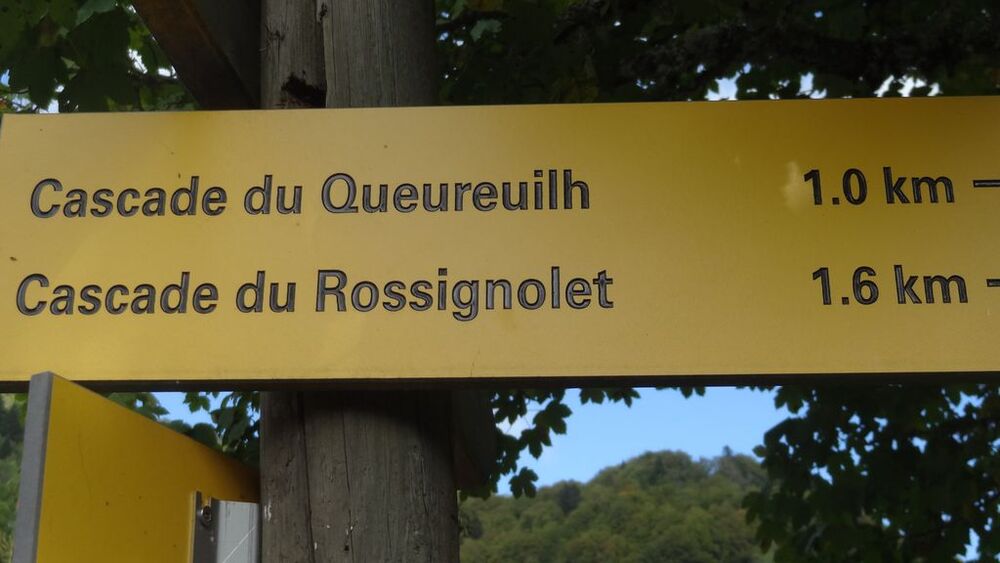 Cascade du Queureuilh 1.0 km
Cascade du Rossignolet 1.6 km